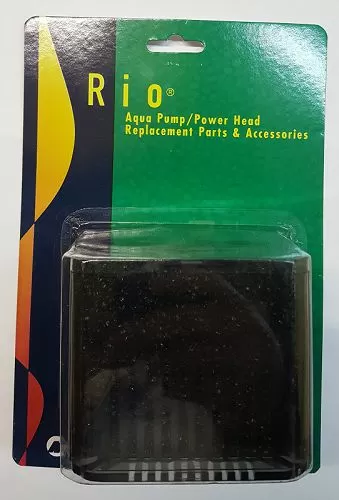 Rio®
Aqua Pump/Power Head
Replacement Parts & Accessories